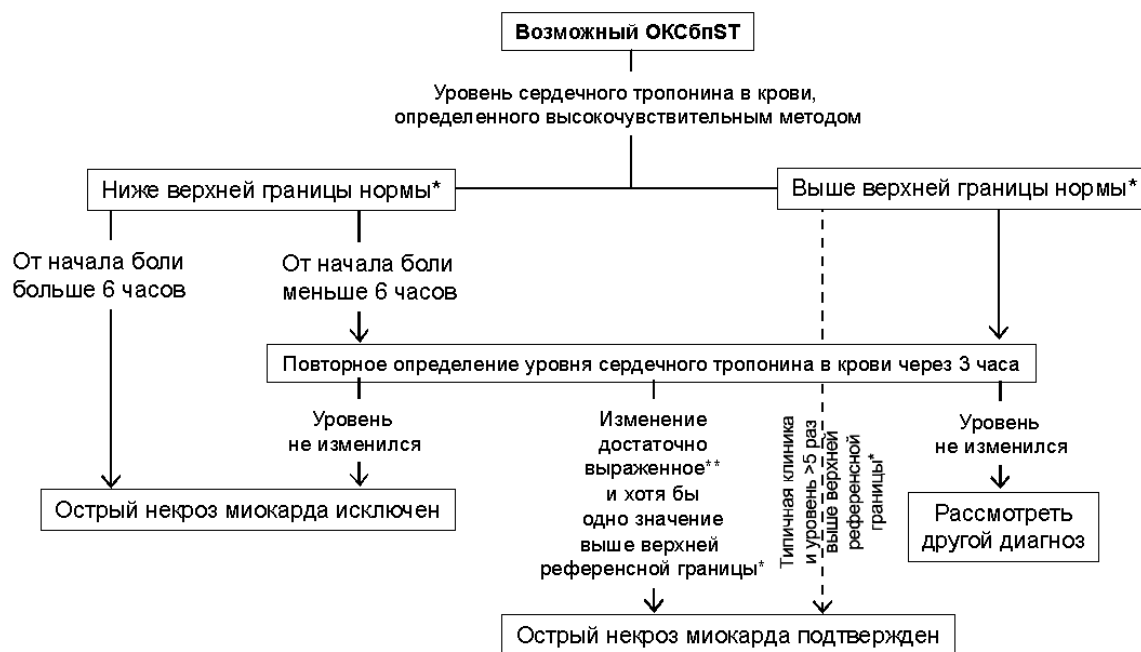 Возможный ОКСбпST
Уровень сердечного тропонина в крови,
определенного высокочувствительным методом
Ниже верхней границы нормы*
Выше верхней границы нормы*
От начала боли
больше 6 часов
От начала боли
меньше 6 часов
Повторное определение уровня сердечного тропонина в крови через 3 часа
Уровень
не изменился
Изменение
достаточно
выраженное**
и хотя бы
одно значение
выше верхней
референсной границы*
Типичная клиника
и уровень >5 раз
выше верхней
референсной
границы*
Уровень
не изменился
Острый некроз миокарда исключен
Рассмотреть
другой диагноз
Острый некроз миокарда подтвержден